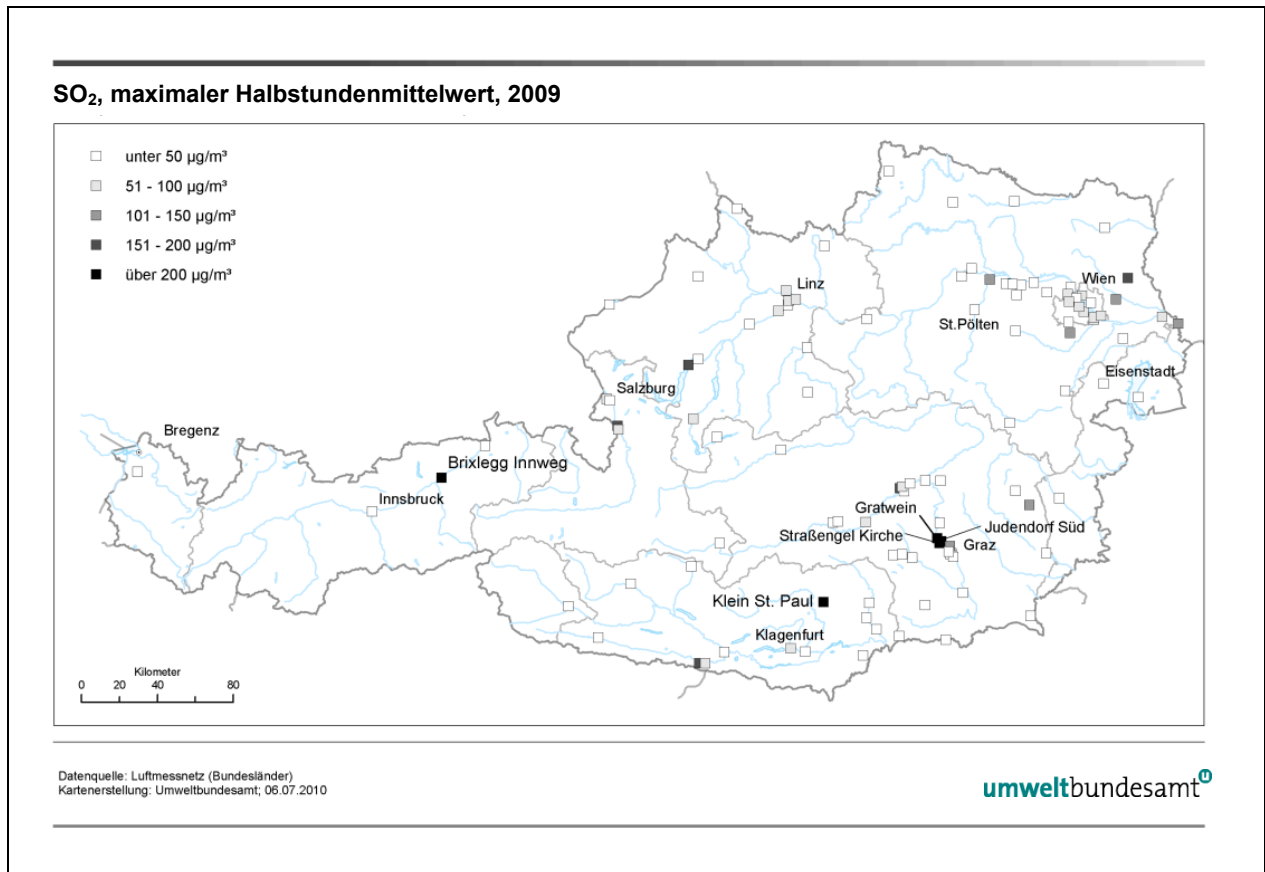 SO₂, maximaler Halbstundenmittelwert, 2009
unter 50 µg/m³
51 - 100 µg/m³
101 - 150 µg/m³
151 - 200 µg/m³
über 200 µg/m³
Linz
Wien
St.Pölten
Eisenstadt
Salzburg
Bregenz
Brixlegg Innweg
Innsbruck
Gratwein
Judendorf Süd
Straßengel Kirche
Graz
Klein St. Paul
Klagenfurt
Kilometer
0 20 40 80
Datenquelle: Luftmessnetz (Bundesländer)
Kartenerstellung: Umweltbundesamt; 06.07.2010
umweltbundesamt U